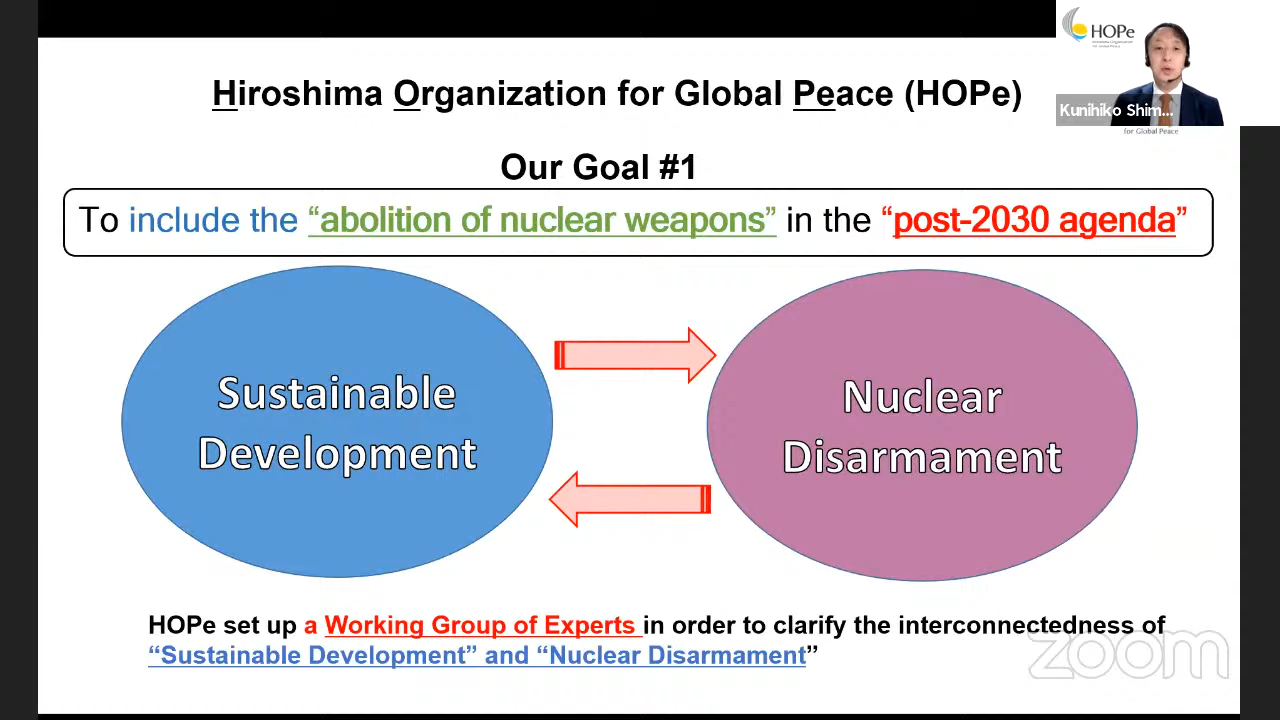 HOPe
Kunihiko Shim...
for Global Peace
Hiroshima Organization for Global Peace (HOPe)
Our Goal #1
To include the “abolition of nuclear weapons” in the “post-2030 agenda”
Sustainable
Development
Nuclear
Disarmament
HOPe set up a Working Group of Experts in order to clarify the interconnectedness of
“Sustainable Development” and “Nuclear Disarmament”
zoom